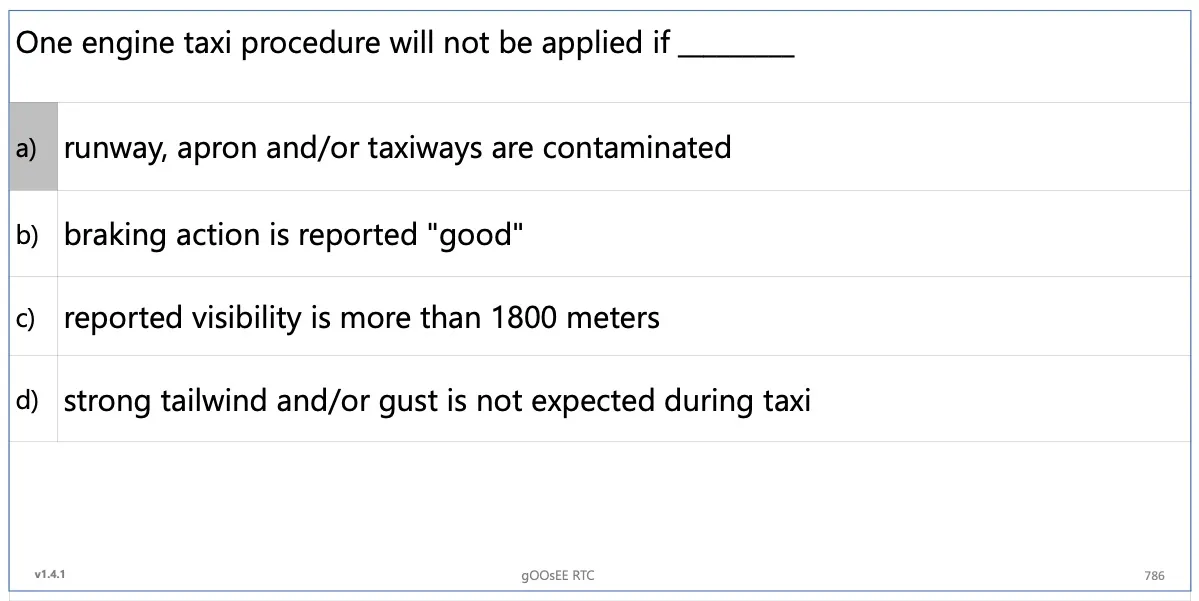 One engine taxi procedure will not be applied if ________
a) runway, apron and/or taxiways are contaminated
b) braking action is reported "good"
c) reported visibility is more than 1800 meters
d) strong tailwind and/or gust is not expected during taxi
v1.4.1 gOOsEE RTC 786